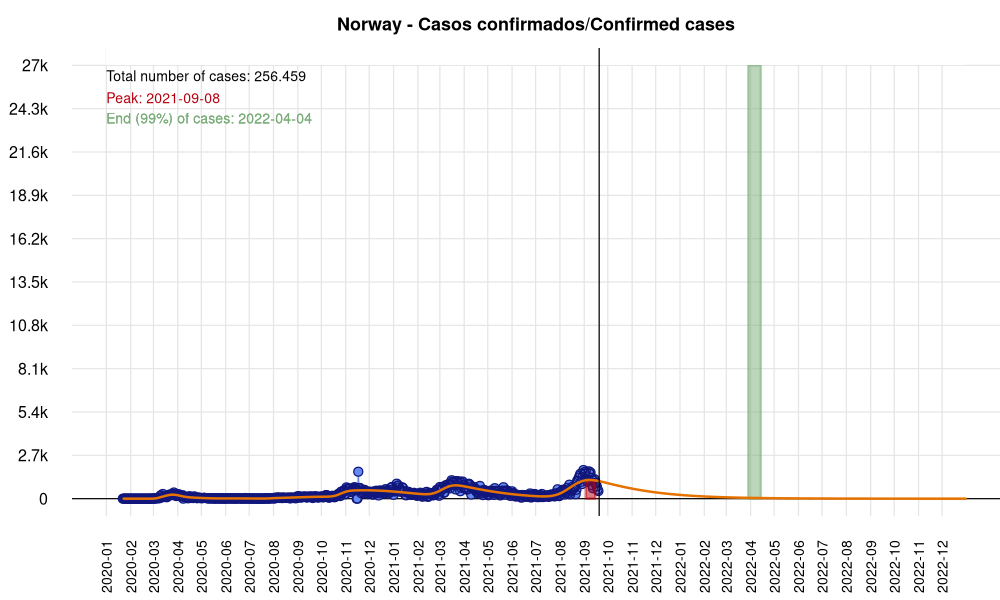 Norway - Casos confirmados/Confirmed cases
Total number of cases: 256.459
Peak: 2021-09-08
End (99%) of cases: 2022-04-04
27k
24.3k
21.6k
18.9k
16.2k
13.5k
10.8k
8.1k
5.4k
2.7k
0
2020-01
2020-02
2020-03
2020-04
2020-05
2020-06
2020-07
2020-08
2020-09
2020-10
2020-11
2020-12
2021-01
2021-02
2021-03
2021-04
2021-05
2021-06
2021-07
2021-08
2021-09
2021-10
2021-11
2021-12
2022-01
2022-02
2022-03
2022-04
2022-05
2022-06
2022-07
2022-08
2022-09
2022-10
2022-11
2022-12